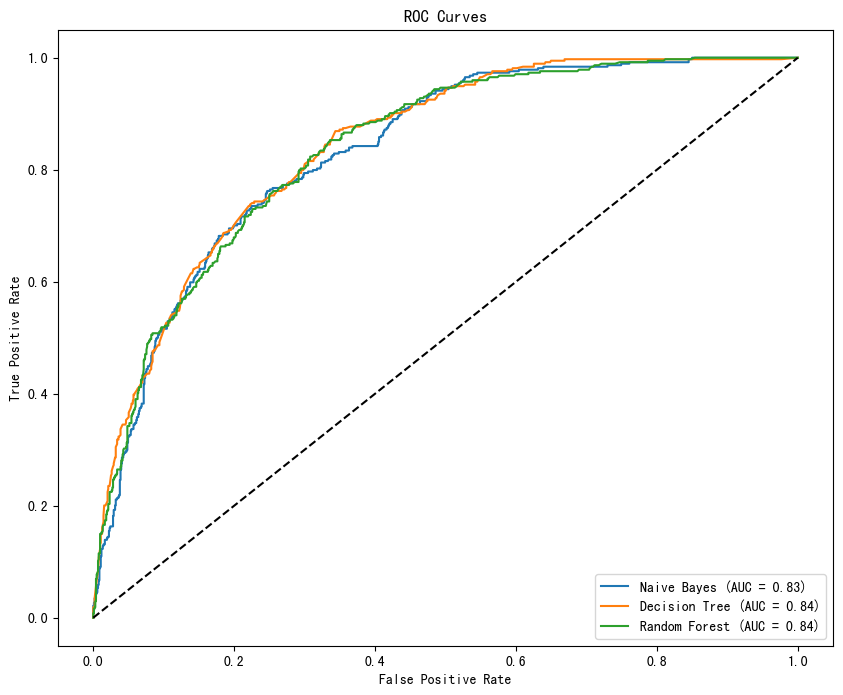 ROC Curves
True Positive Rate
1.0
0.8
0.6
0.4
0.2
0.0
0.0 0.2 0.4 0.6 0.8 1.0
False Positive Rate
Naive Bayes (AUC = 0.83)
Decision Tree (AUC = 0.84)
Random Forest (AUC = 0.84)